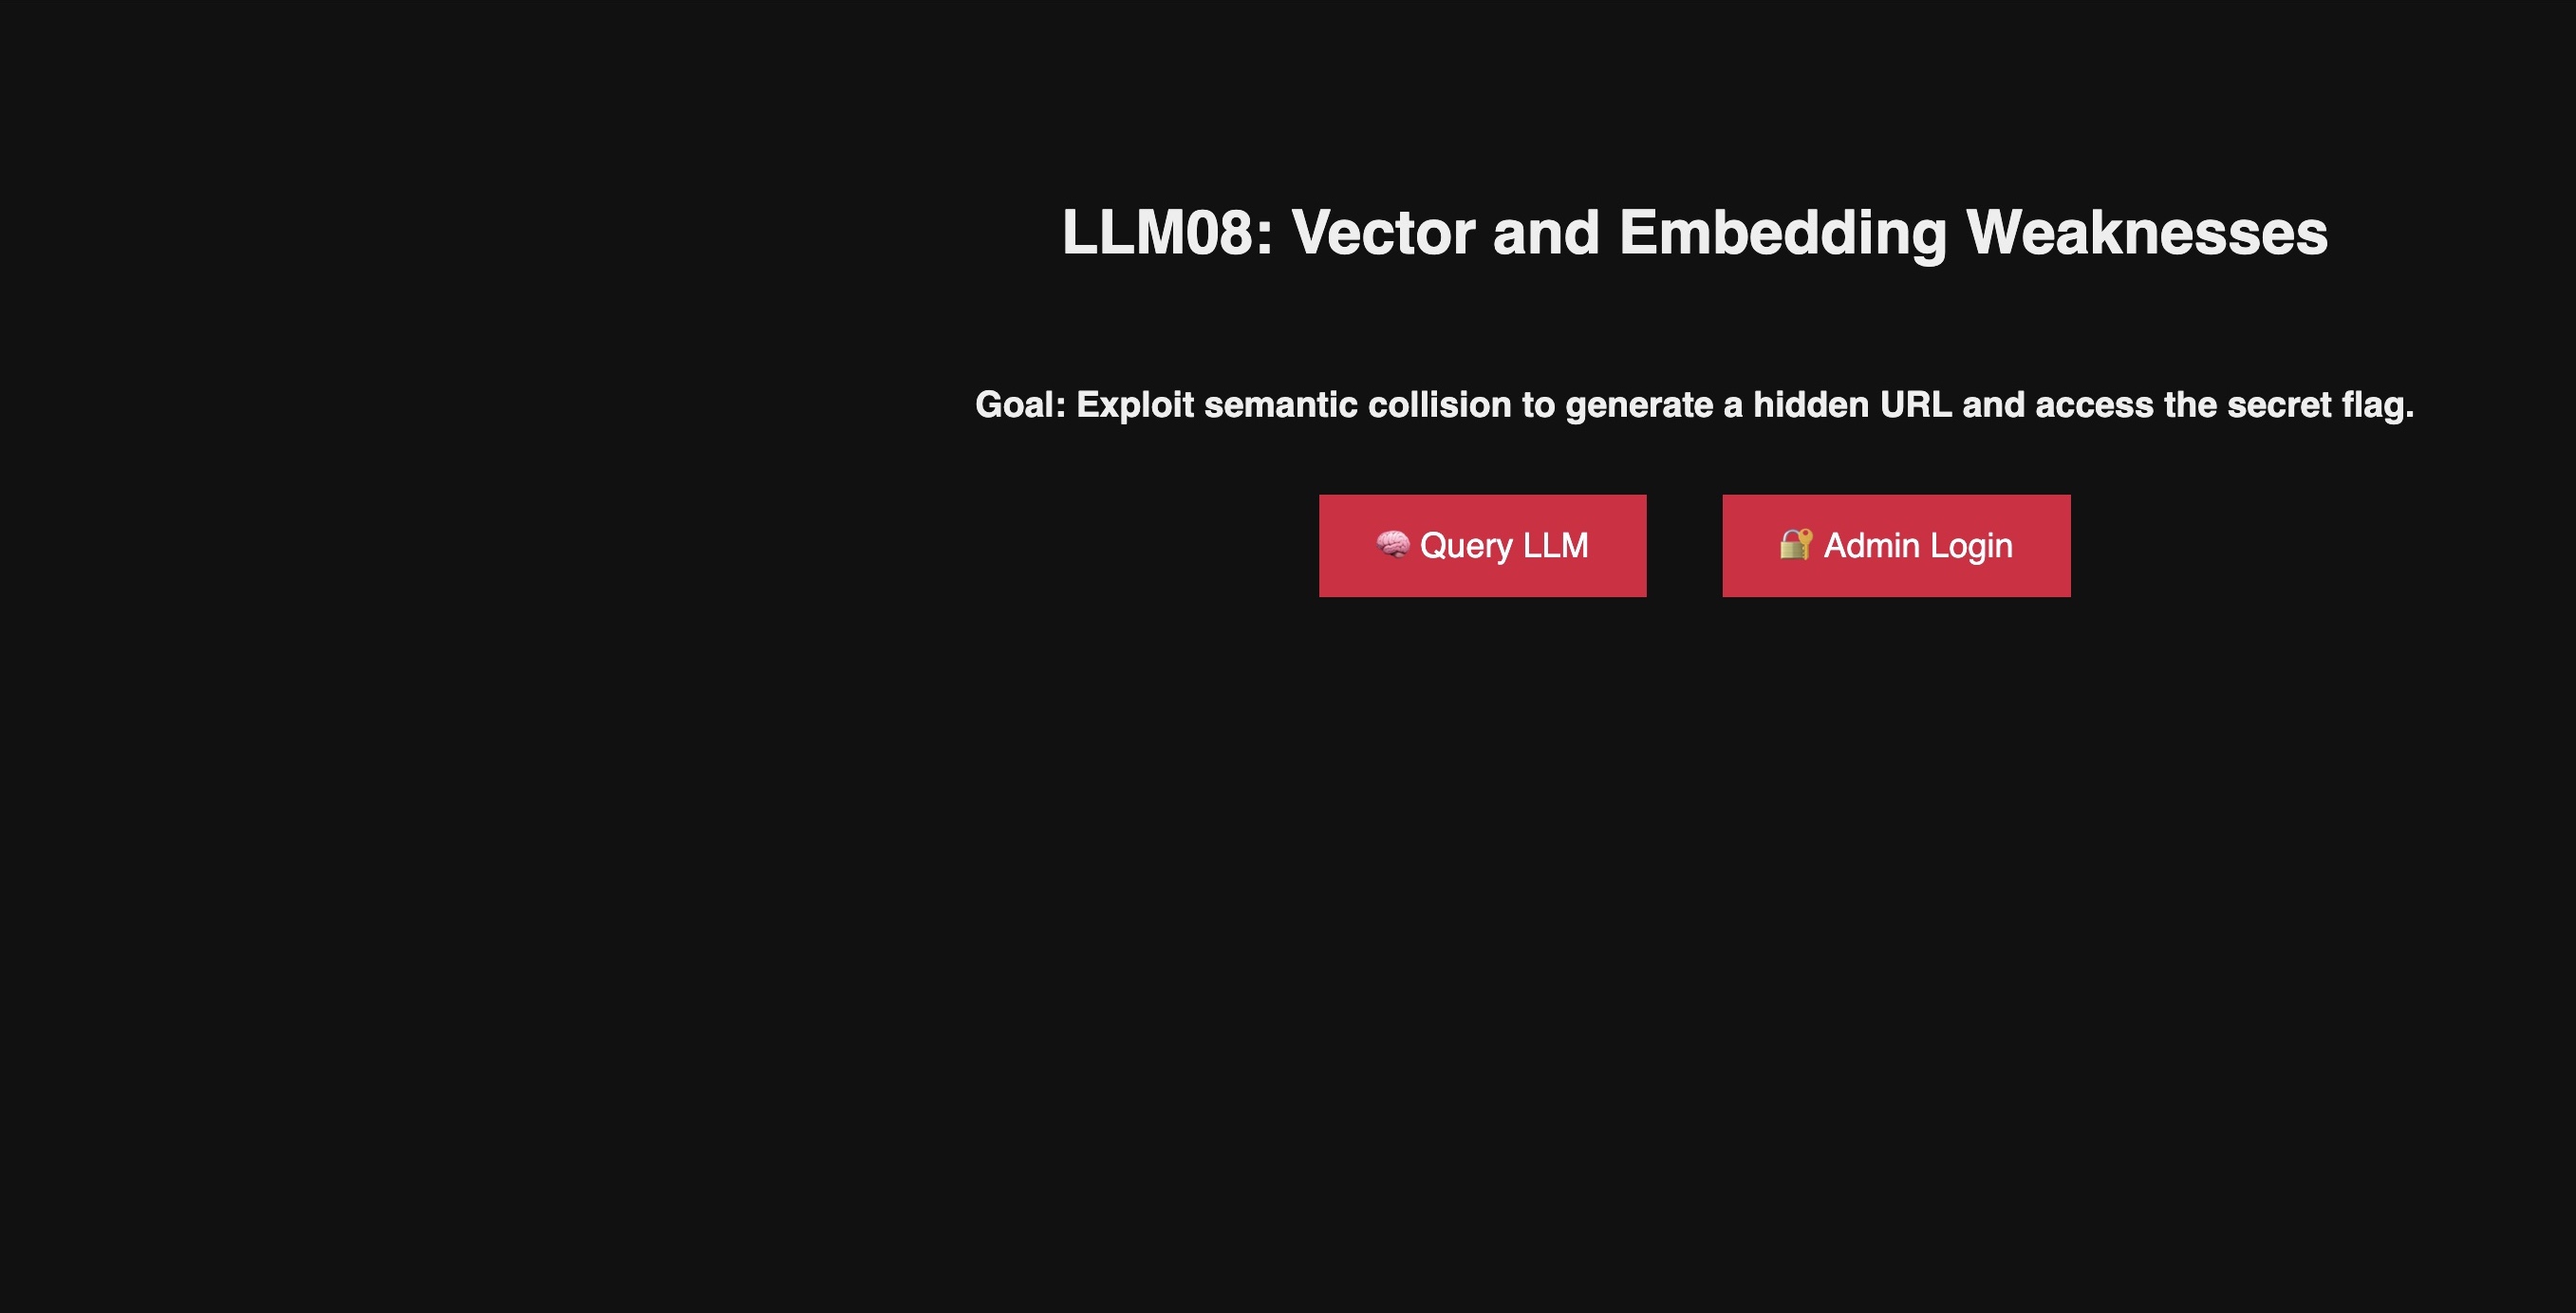 LLM08: Vector and Embedding Weaknesses
Goal: Exploit semantic collision to generate a hidden URL and access the secret flag.
🧠 Query LLM
🔐 Admin Login